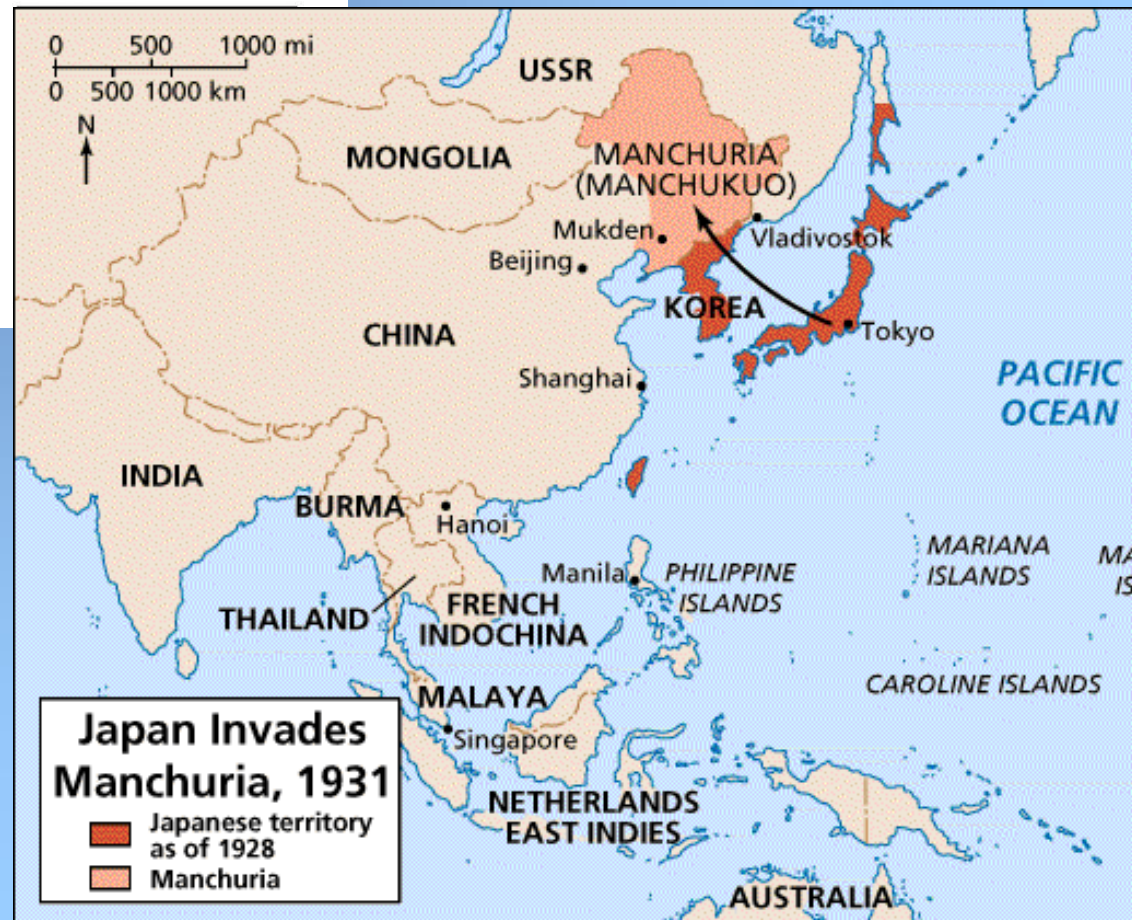 0 500 1000 mi
0 500 1000 km
N
USSR
MONGOLIA
MANCHURIA
(MANCHUKUO)
Mukden
Vladivostok
Beijing
KOREA
CHINA
Tokyo
Shanghai
PACIFIC
OCEAN
INDIA
BURMA
Hanoi
Manila
PHILIPPINE
ISLANDS
MARIANA
ISLANDS
MA
IS
THAILAND
FRENCH
INDOCHINA
CAROLINE ISLANDS
MALAYA
Singapore
NETHERLANDS
EAST INDIES
AUSTRALIA
Japan Invades
Manchuria, 1931
Japanese territory
as of 1928
Manchuria